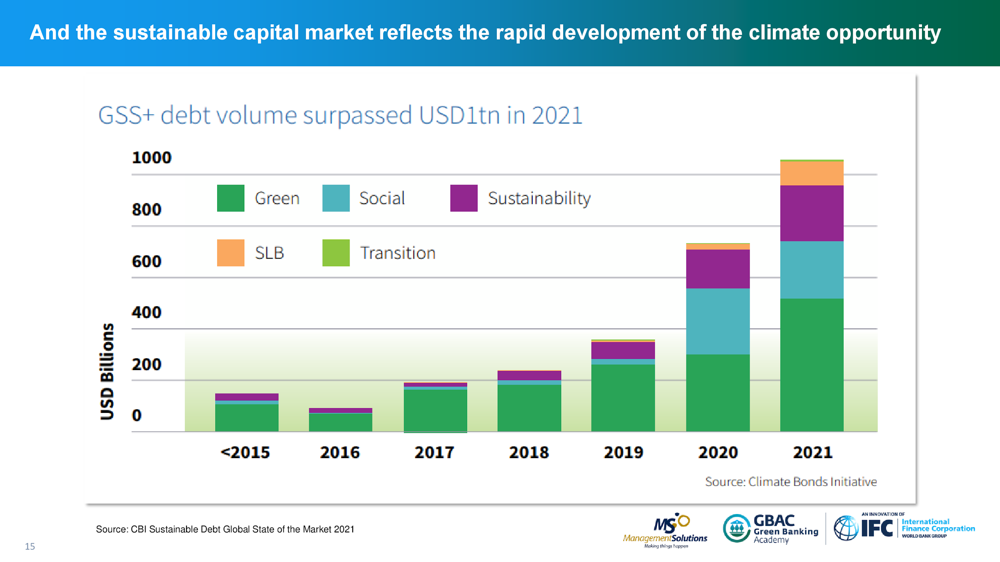 And the sustainable capital market reflects the rapid development of the climate opportunity
GSS+ debt volume surpassed USD1tn in 2021
1000
Green
Social
Sustainability
800
SLB
Transition
600
400
200
0
USD Billions
<2015
2016
2017
2018
2019
2020
2021
Source: Climate Bonds Initiative
Source: CBI Sustainable Debt Global State of the Market 2021
MS
ManagementSolutions
Making things happen
GBAC
Green Banking
Academy
AN INNOVATION OF
IFC
International
Finance Corporation
WORLD BANK GROUP
15